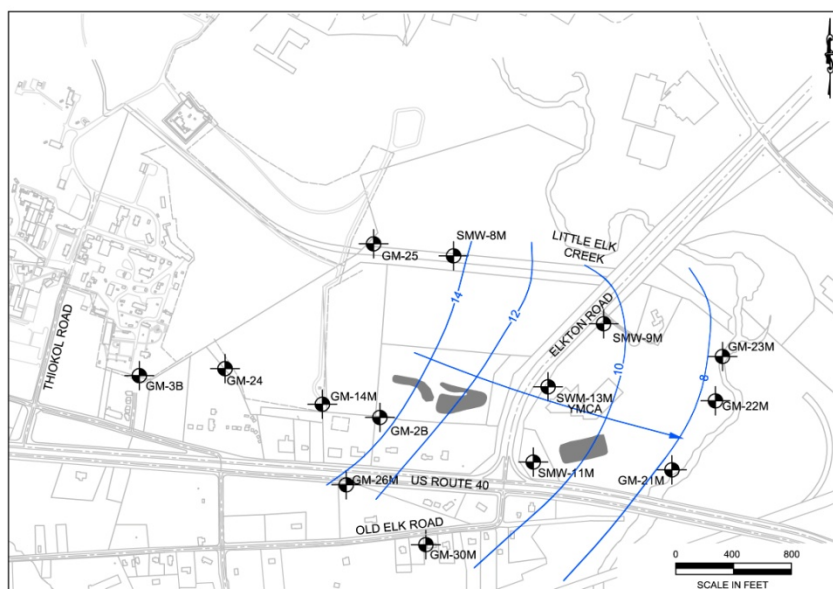 SMW-8M
GM-25
LITTLE ELK
CREEK
14
12
THIOKOL ROAD
ELKTON ROAD
SMW-9M
10
GM-23M
8
GM-3B
GM-24
GM-14M
GM-2B
SWM-13M
YMCA
GM-22M
GM-26M
US ROUTE 40
SMW-11M
GM-21M
OLD ELK ROAD
GM-30M
0 400 800
SCALE IN FEET